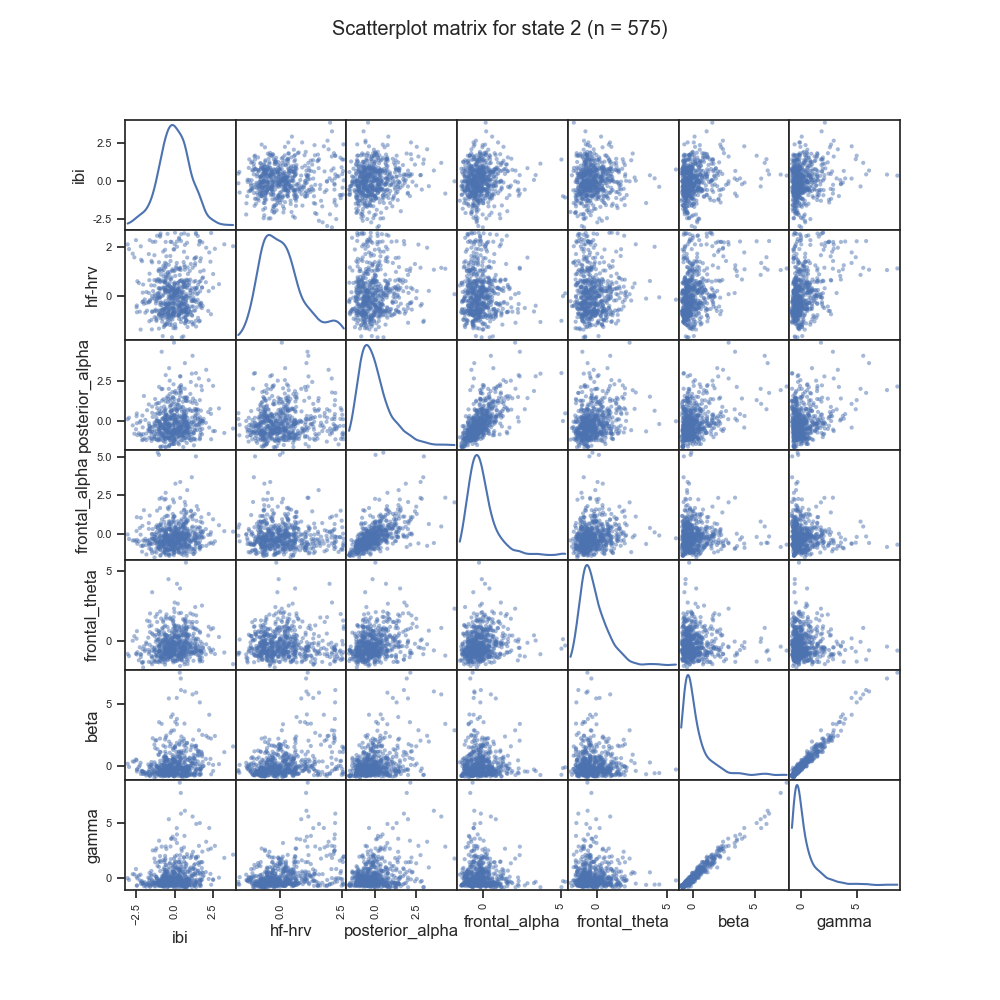 Scatterplot matrix for state 2 (n = 575)
ibi
2.5
0.0
-2.5
hf-hrv
2
0
posterior_alpha
2.5
0.0
frontal_alpha
5.0
2.5
0.0
frontal_theta
5
0
beta
5
0
gamma
5
0
−2.5 0.0 2.5 0.0 2.5 0.0 2.5 0 5 0 5 0 5 0 5
ibi hf-hrv posterior_alpha frontal_alpha frontal_theta beta gamma